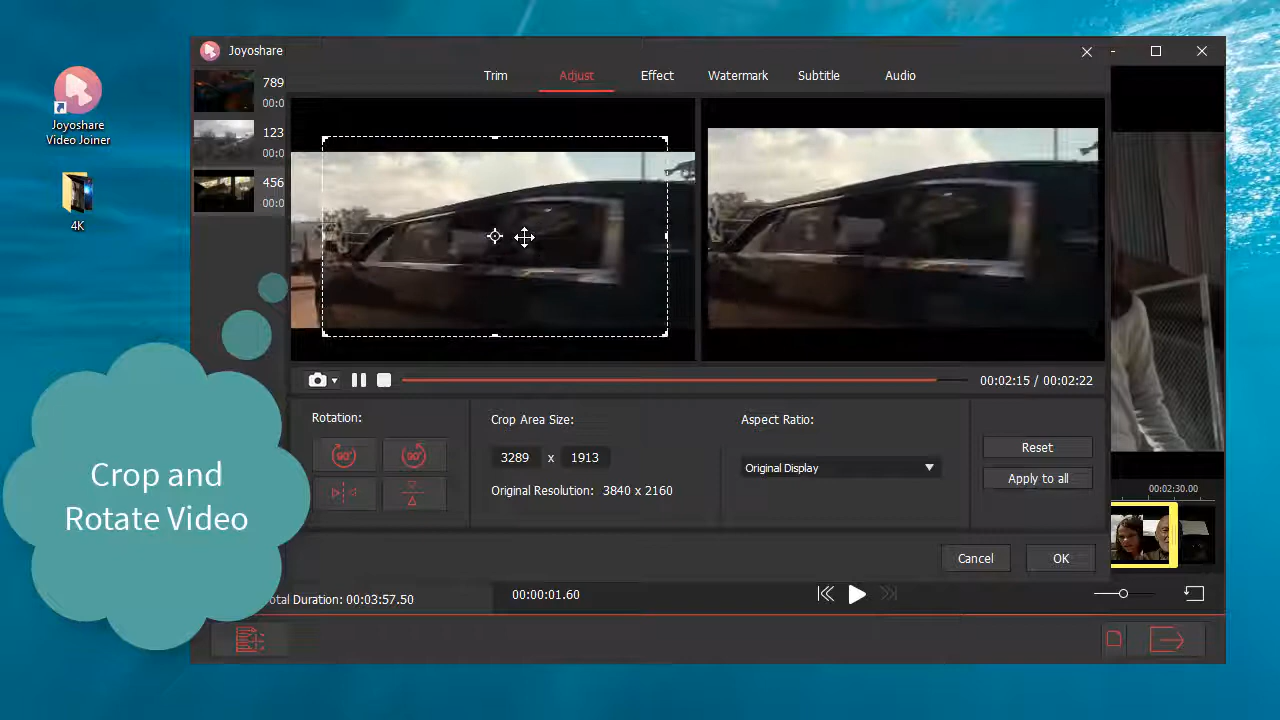 Joyoshare
Joyoshare
Video Joiner
4K
789
00:0
123
00:0
456
00:0
Trim
Adjust
Effect
Watermark
Subtitle
Audio
00:02:15 / 00:02:22
Rotation:
90°
90°
Crop Area Size:
3289 x 1913
Original Resolution: 3840 x 2160
Aspect Ratio:
Original Display
Reset
Apply to all
Cancel
OK
00:02:30.00
Crop and
Rotate Video
otal Duration: 00:03:57.50
00:00:01.60